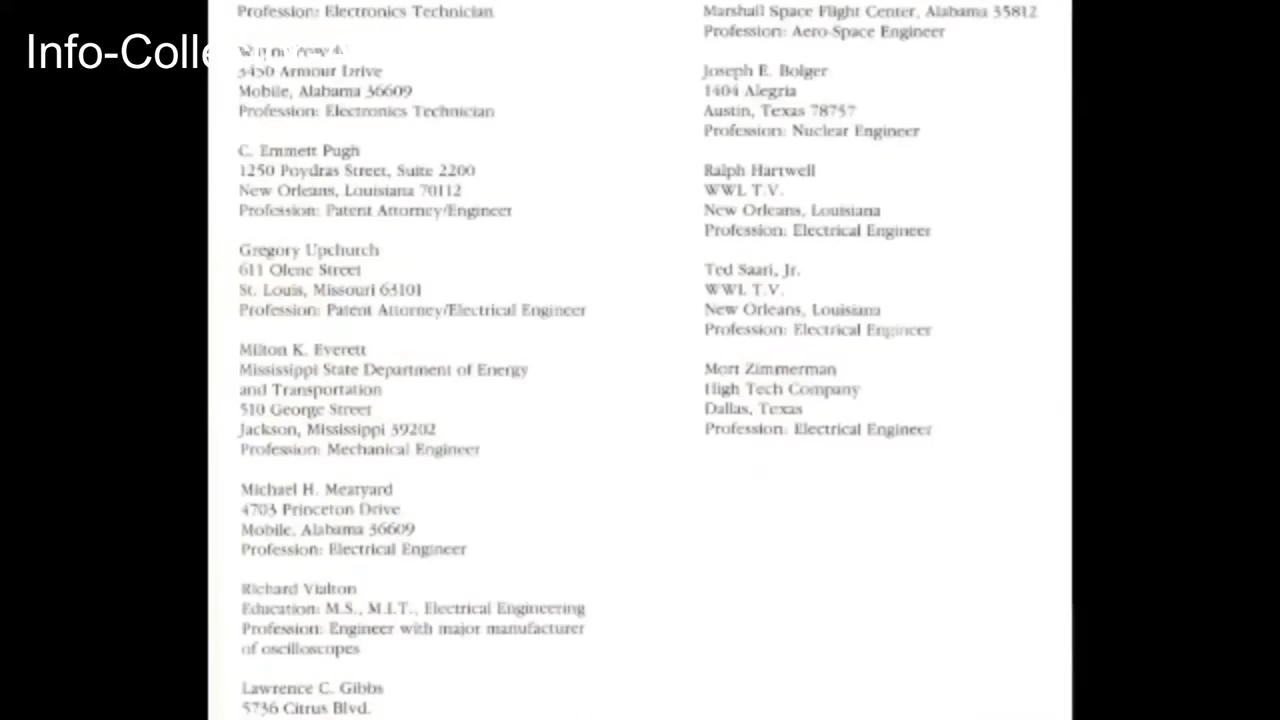 Info-Colle
Profession: Electronics Technician
3450 Armour Drive
Mobile, Alabama 36609
Profession: Electronics Technician
C. Emmett Pugh
1250 Poydras Street, Suite 2200
New Orleans, Louisiana 70112
Profession: Patent Attorney/Engineer
Gregory Upchurch
611 Olene Street
St. Louis, Missouri 63101
Profession: Patent Attorney/Electrical Engineer
Milton K. Everett
Mississippi State Department of Energy
and Transportation
510 George Street
Jackson, Mississippi 39202
Profession: Mechanical Engineer
Michael H. Meatyard
4703 Princeton Drive
Mobile, Alabama 36609
Profession: Electrical Engineer
Richard Vialton
Education: M.S., M.I.T., Electrical Engineering
Profession: Engineer with major manufacturer
of oscilloscopes
Lawrence C. Gibbs
5736 Citrus Blvd.
Marshall Space Flight Center, Alabama 35812
Profession: Aero-Space Engineer
Joseph E. Bolger
1404 Alegria
Austin, Texas 78757
Profession: Nuclear Engineer
Ralph Hartwell
WWL T.V.
New Orleans, Louisiana
Profession: Electrical Engineer
Ted Saari, Jr.
WWL T.V.
New Orleans, Louisiana
Profession: Electrical Engineer
Mort Zimmerman
High Tech Company
Dallas, Texas
Profession: Electrical Engineer